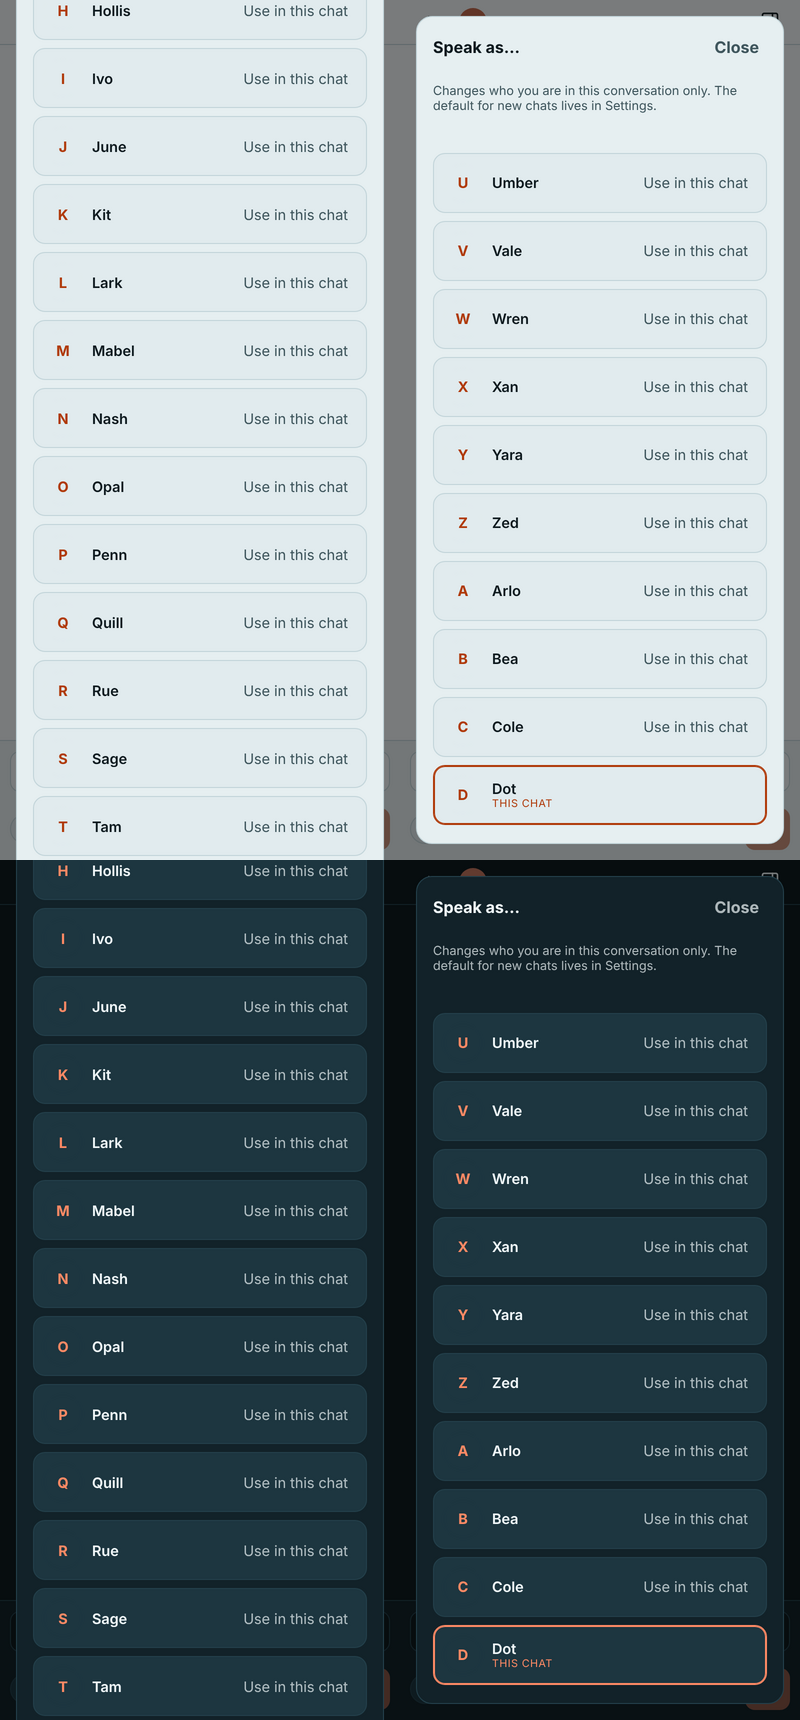 H Hollis Use in this chat
I Ivo Use in this chat
J June Use in this chat
K Kit Use in this chat
L Lark Use in this chat
M Mabel Use in this chat
N Nash Use in this chat
O Opal Use in this chat
P Penn Use in this chat
Q Quill Use in this chat
R Rue Use in this chat
S Sage Use in this chat
T Tam Use in this chat
Speak as... Close
Changes who you are in this conversation only. The
default for new chats lives in Settings.
U Umber Use in this chat
V Vale Use in this chat
W Wren Use in this chat
X Xan Use in this chat
Y Yara Use in this chat
Z Zed Use in this chat
A Arlo Use in this chat
B Bea Use in this chat
C Cole Use in this chat
D Dot
THIS CHAT
H Hollis Use in this chat
I Ivo Use in this chat
J June Use in this chat
K Kit Use in this chat
L Lark Use in this chat
M Mabel Use in this chat
N Nash Use in this chat
O Opal Use in this chat
P Penn Use in this chat
Q Quill Use in this chat
R Rue Use in this chat
S Sage Use in this chat
T Tam Use in this chat
Speak as... Close
Changes who you are in this conversation only. The
default for new chats lives in Settings.
U Umber Use in this chat
V Vale Use in this chat
W Wren Use in this chat
X Xan Use in this chat
Y Yara Use in this chat
Z Zed Use in this chat
A Arlo Use in this chat
B Bea Use in this chat
C Cole Use in this chat
D Dot
THIS CHAT